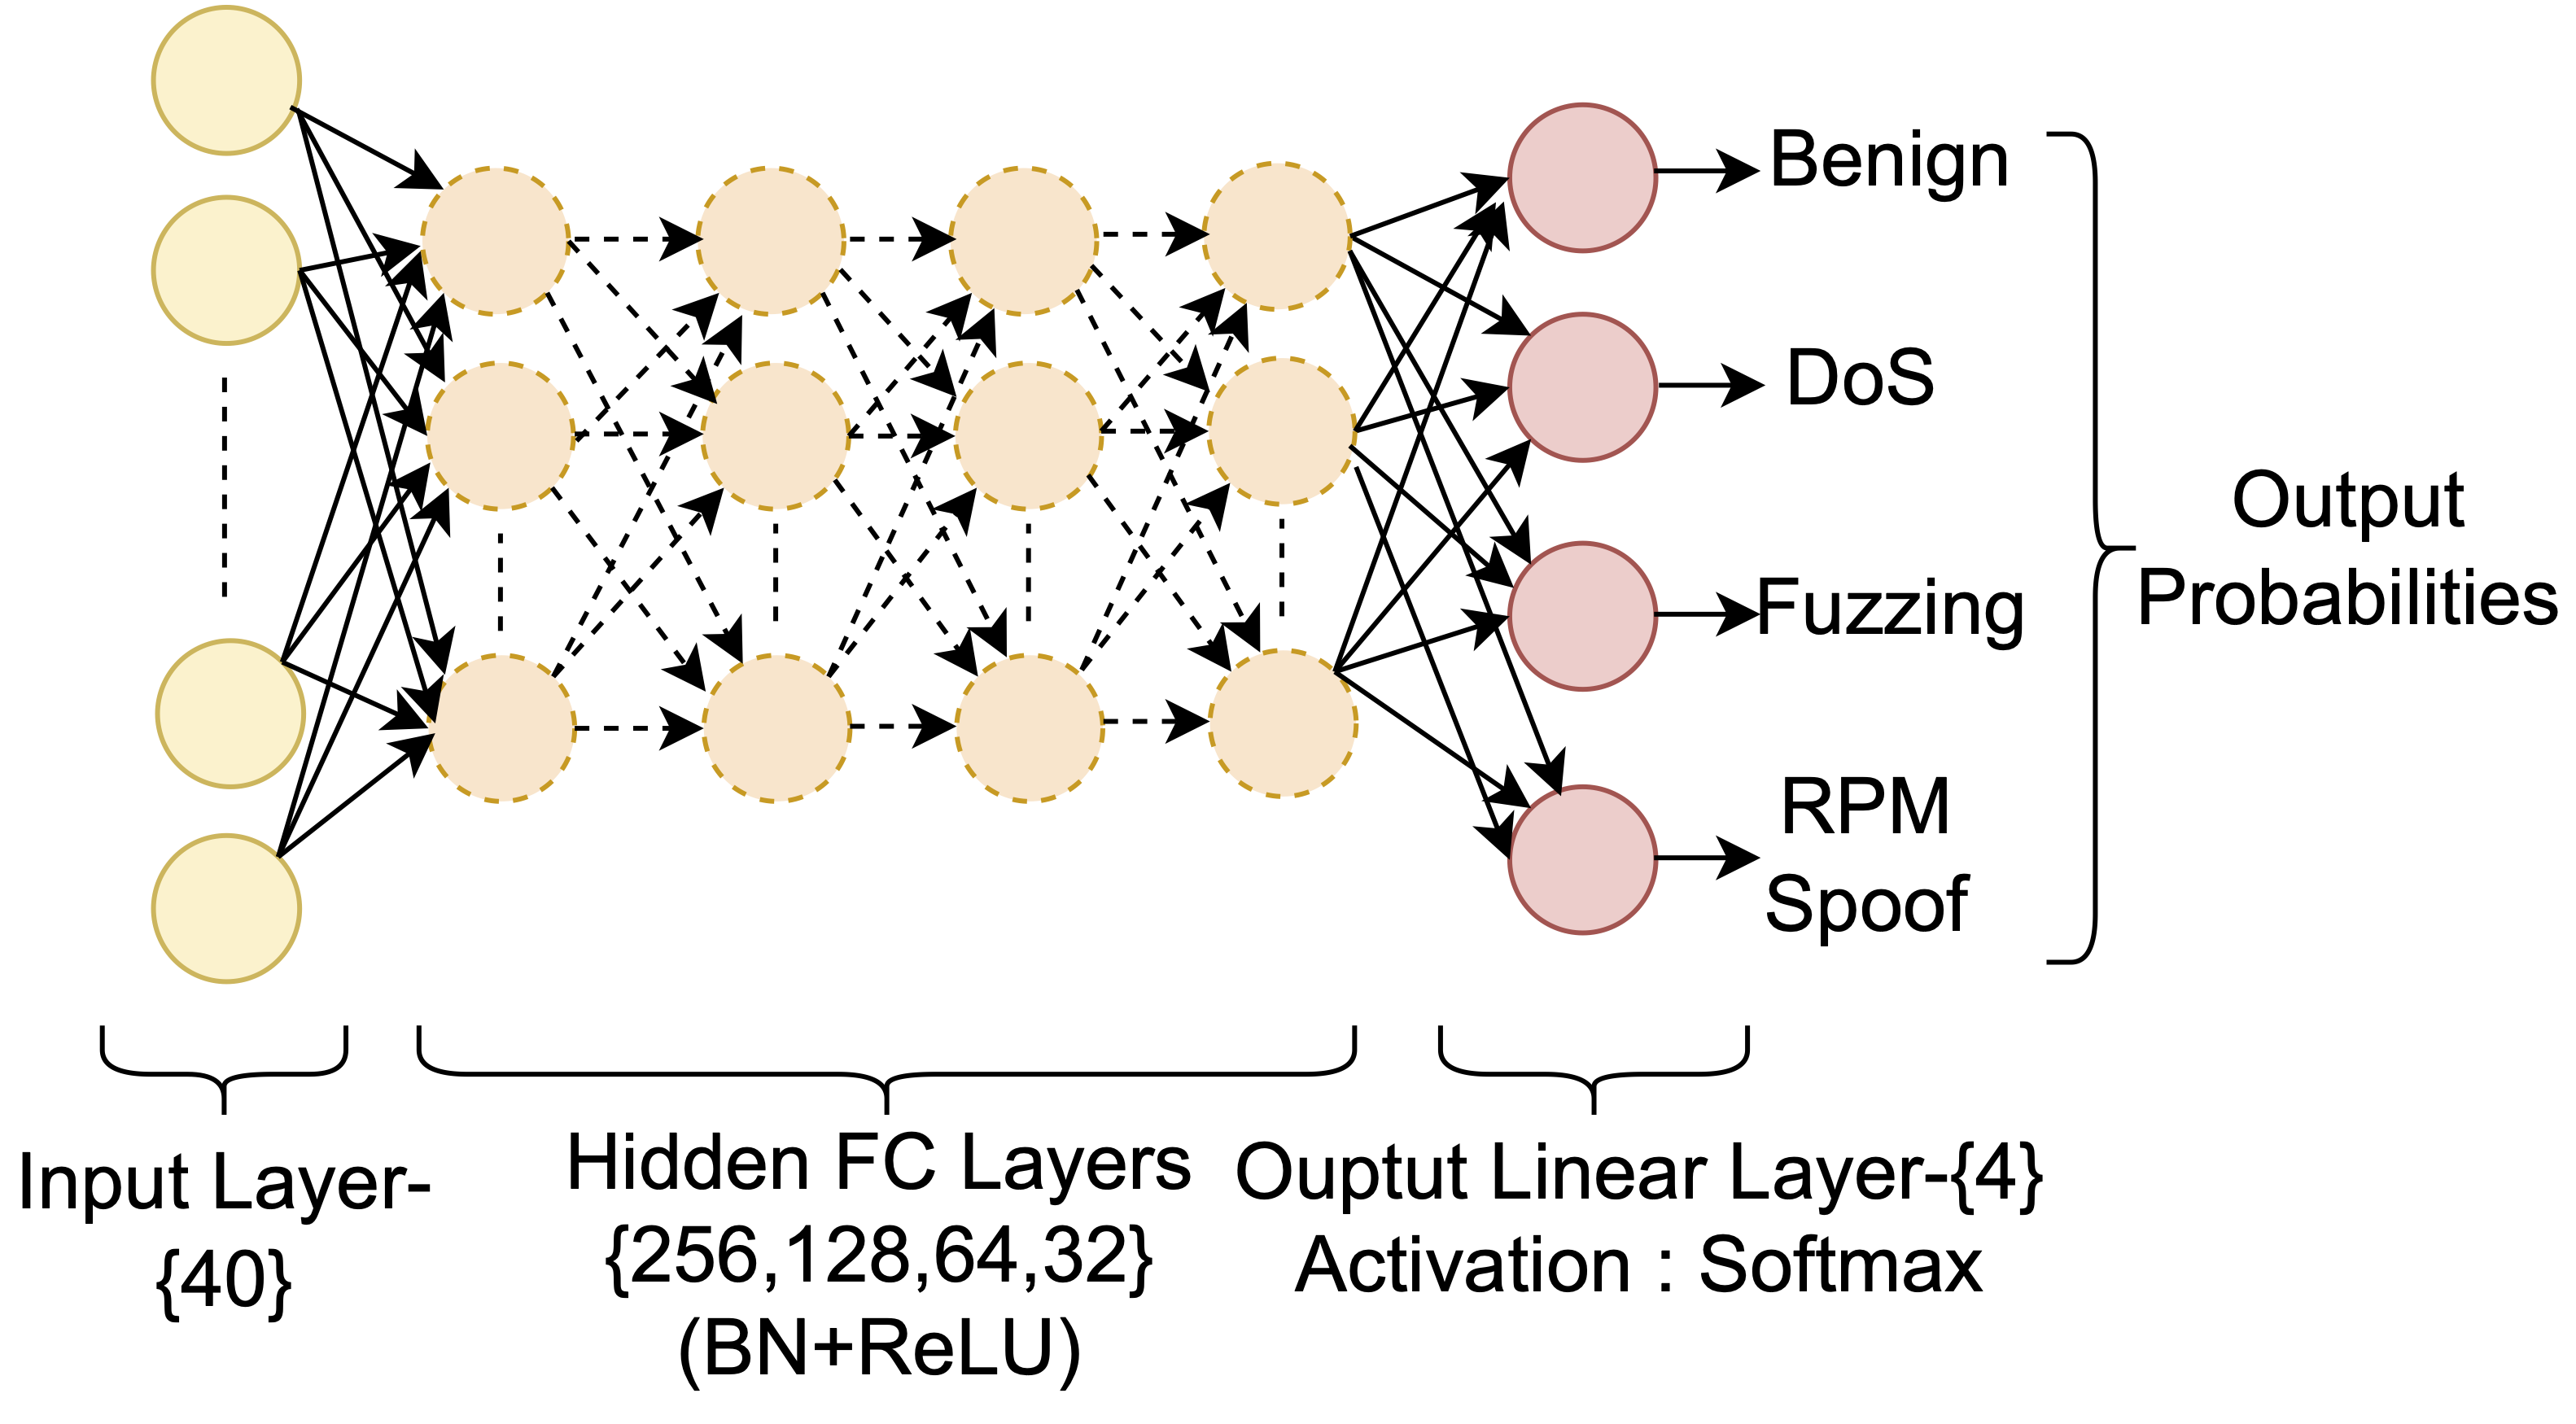 Benign
DoS
Fuzzing
RPM
Spoof
Output
Probabilities
Input Layer-
{40}
Hidden FC Layers
{256,128,64,32}
(BN+ReLU)
Ouptut Linear Layer-{4}
Activation : Softmax